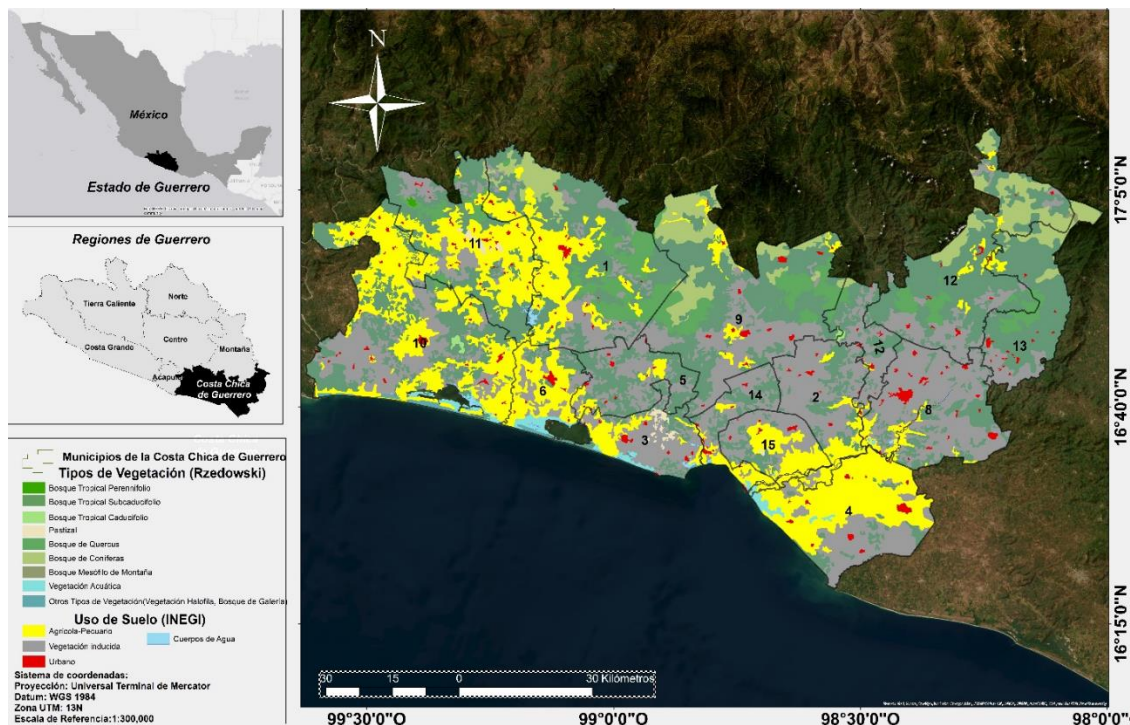 México
Estado de Guerrero
Regiones de Guerrero
Tierra Caliente
Norte
Costa Grande
Centro
Montaña
Acapulco
Costa Chica
de Guerrero
Municipios de la Costa Chica de Guerrero
Tipos de Vegetación (Rzedowski)
Bosque Tropical Perennifolio
Bosque Tropical Subcaducifolio
Bosque Tropical Caducifolio
Pastizal
Bosque de Quercus
Bosque de Coniferas
Bosque Mesófilo de Montaña
Vegetación Acuática
Otros Tipos de Vegetación(Vegetación Halofila, Bosque de Galería)
Uso de Suelo (INEGI)
Agrícola-Pecuario
Cuerpos de Agua
Vegetación inducida
Urbano
Sistema de coordenadas:
Proyección: Universal Terminal de Mercator
Datum: WGS 1984
Zona UTM: 13N
Escala de Referencia:1:300,000
N
11
1
12
9
13
10
12
5
6
14
2
8
3
15
4
30 15 0 30 Kilómetros
17°5'0"N
16°40'0"N
16°15'0"N
99°30'0"O
99°0'0"O
98°30'0"O
98°0'0"O